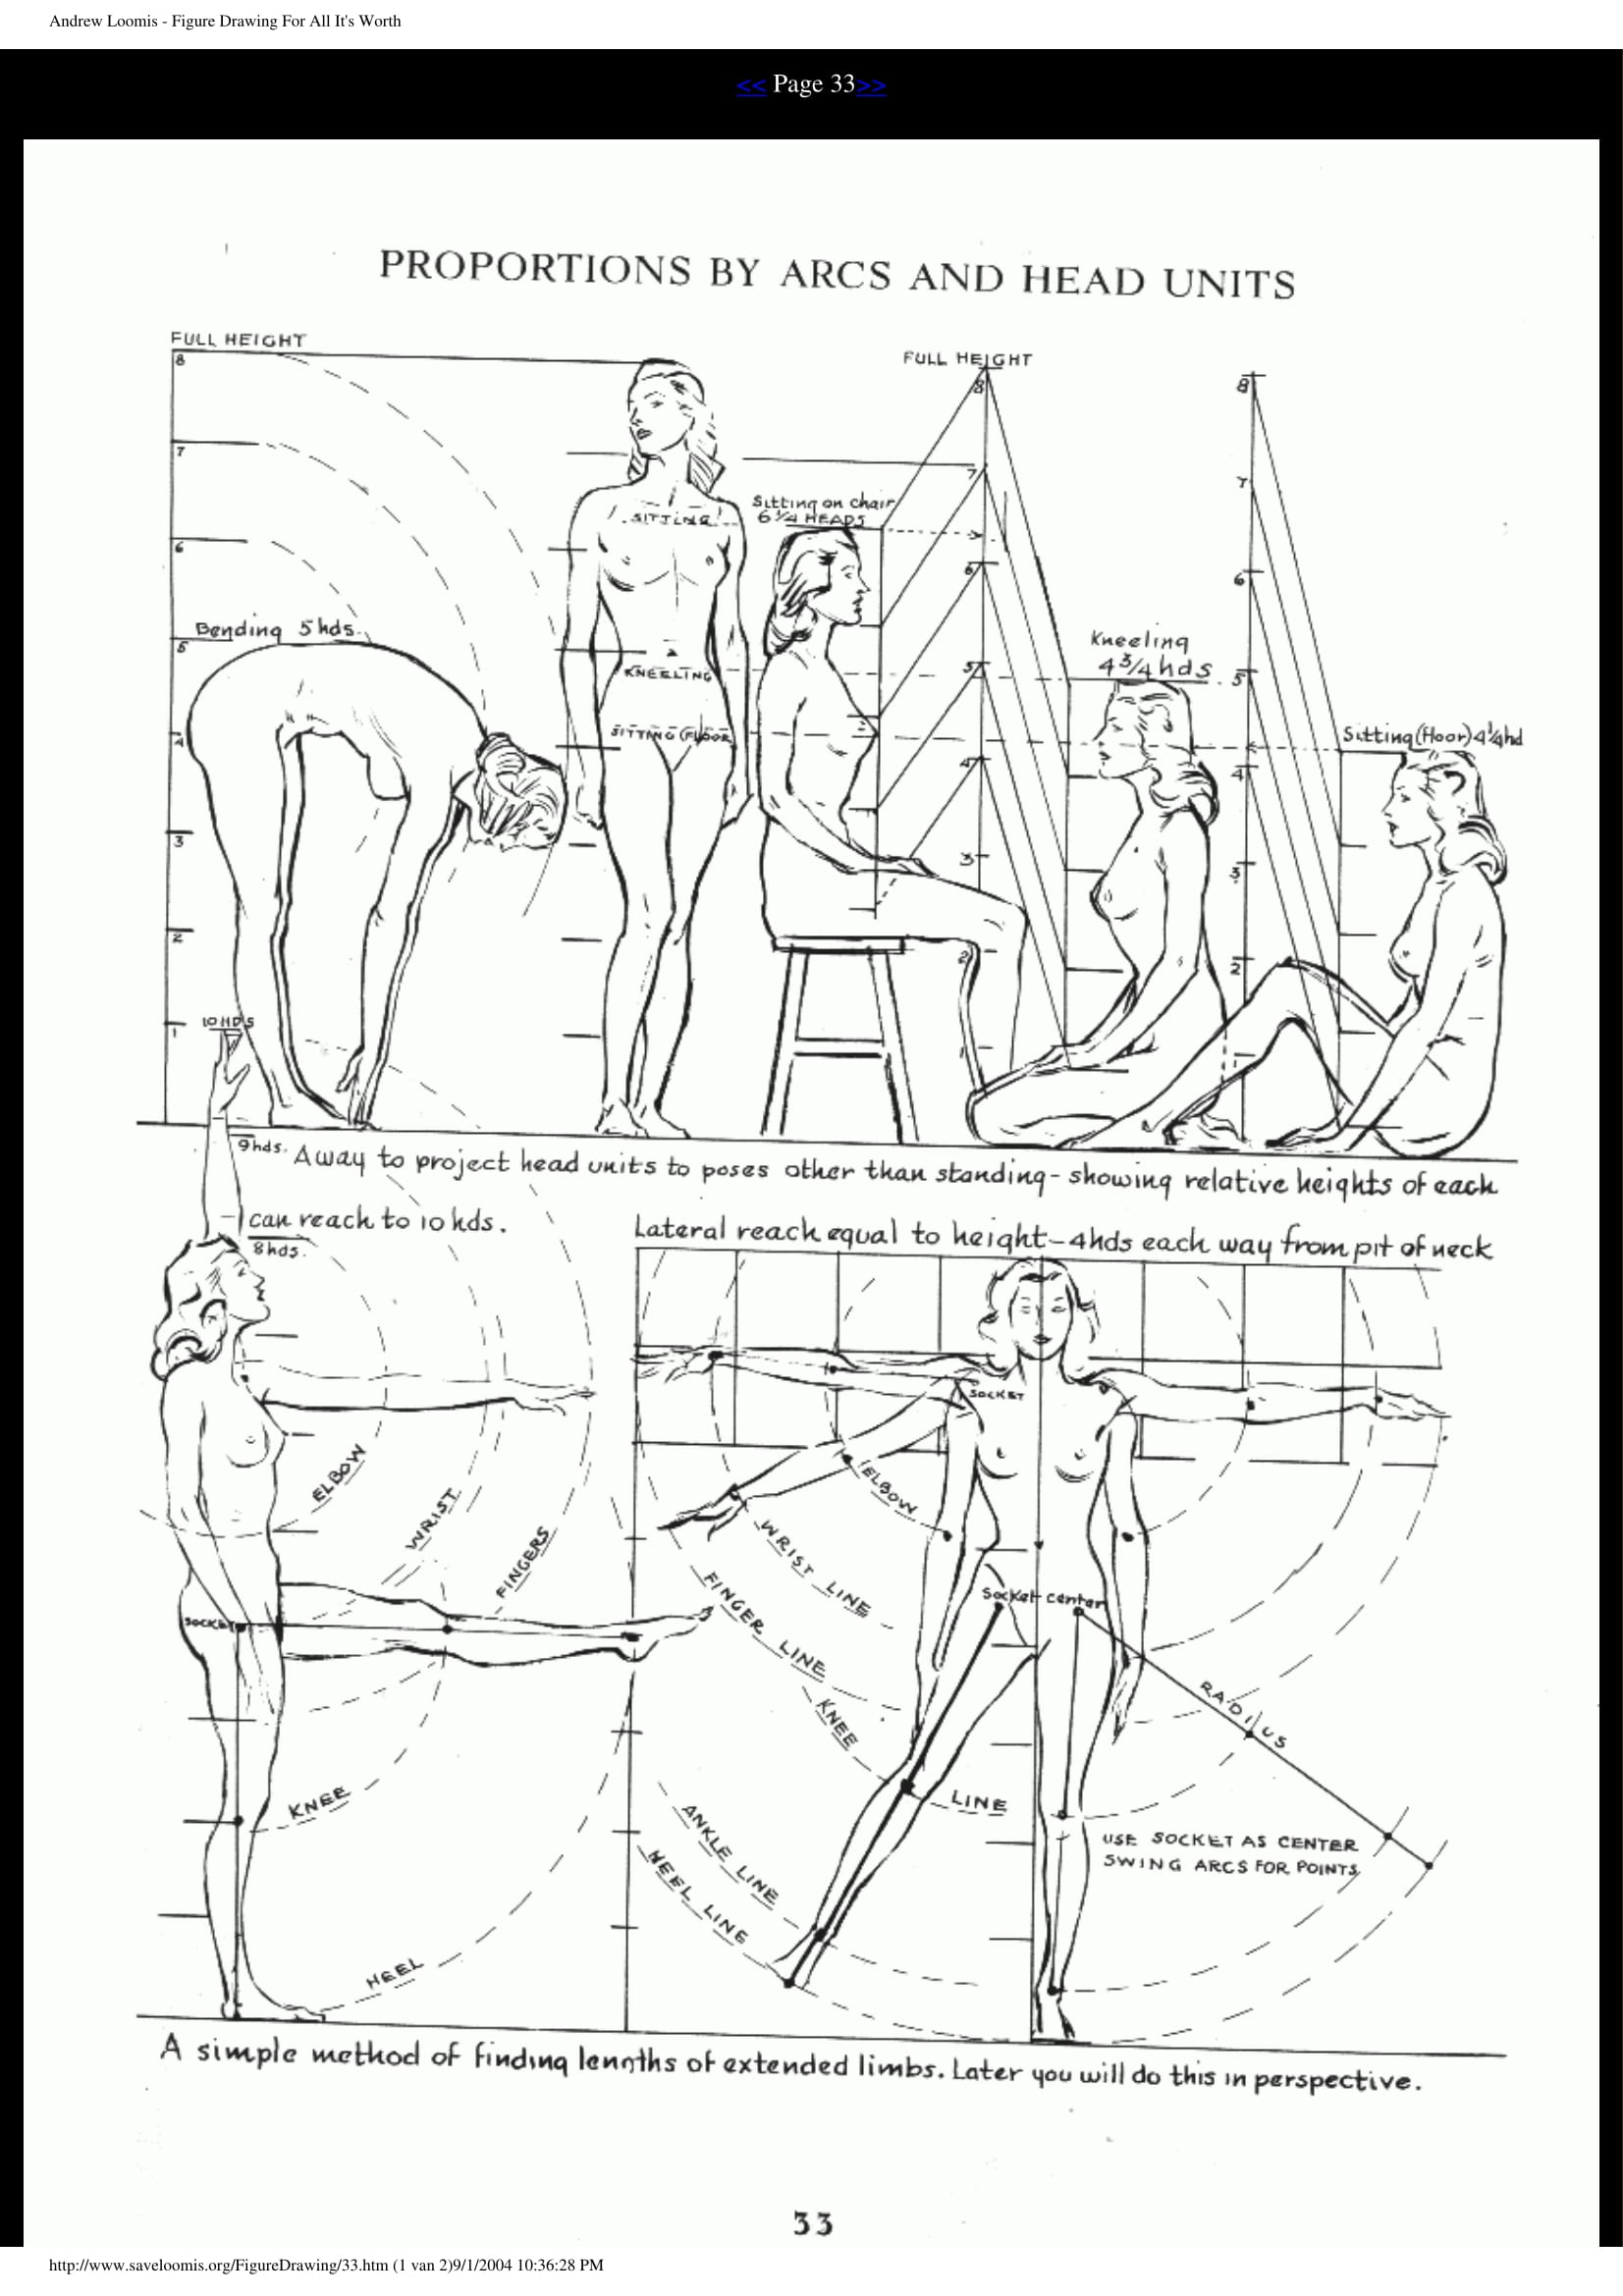 Andrew Loomis - Figure Drawing For All It's Worth
<< Page 33>>
PROPORTIONS BY ARCS AND HEAD UNITS
FULL HEIGHT
FULL HEIGHT
8
8
8
7
7
7
Sitting on chair
6 1/4 HEADS
SITTING
6
6
6
Bending 5 hds.
5
Kneeling
4 3/4 hds.
5
5
KNEELING
SITTING (FLOOR
Sitting (floor) 4 1/4 hd
4
4
4
3
3
3
2
2
2
1
10 HDS
9 hds. A way to project head units to poses other than standing - showing relative heights of each
can reach to 10 hds.
8 hds.
Lateral reach equal to height - 4 hds each way from pit of neck
SOCKET
ELBOW
WRIST
FINGERS
ELBOW
WRIST LINE
FINGER LINE
SOCKET
Socket center
KNEE
LINE
RADIUS
KNEE
ANKLE LINE
HEEL LINE
USE SOCKET AS CENTER
SWING ARCS FOR POINTS
HEEL
A simple method of finding lengths of extended limbs. Later you will do this in perspective.
33
http://www.saveloomis.org/FigureDrawing/33.htm (1 van 2)9/1/2004 10:36:28 PM